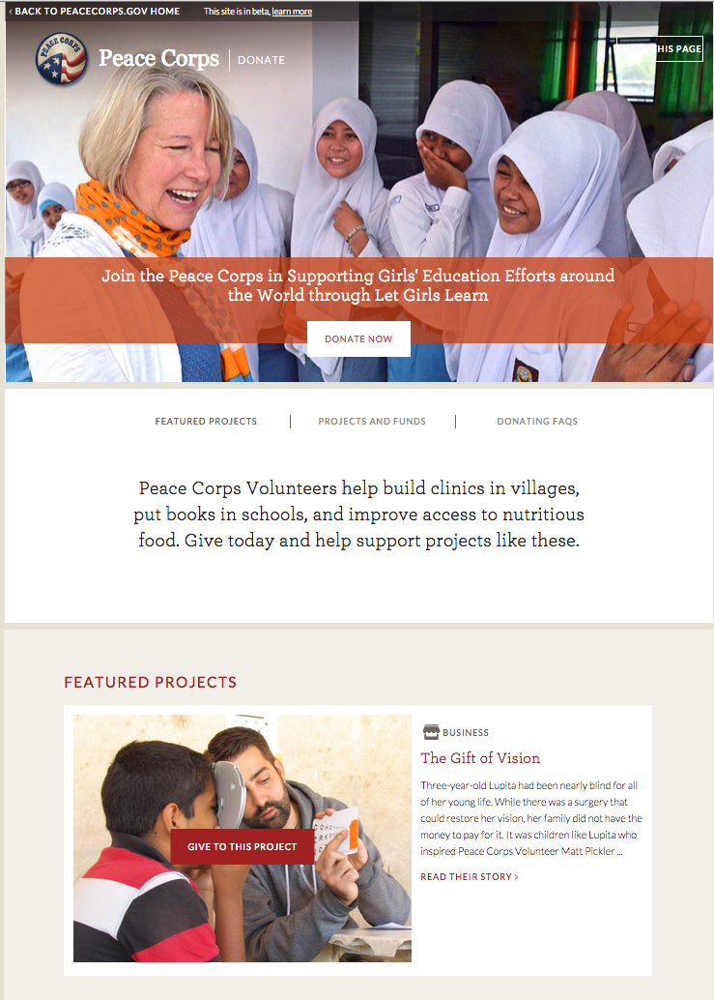 ‹ BACK TO PEACECORPS.GOV HOME This site is in beta, learn more
PEACE CORPS
Peace Corps | DONATE
THIS PAGE
Join the Peace Corps in Supporting Girls' Education Efforts around
the World through Let Girls Learn
DONATE NOW
FEATURED PROJECTS | PROJECTS AND FUNDS | DONATING FAQS
Peace Corps Volunteers help build clinics in villages,
put books in schools, and improve access to nutritious
food. Give today and help support projects like these.
FEATURED PROJECTS
BUSINESS
The Gift of Vision
Three-year-old Lupita had been nearly blind for all
of her young life. While there was a surgery that
could restore her vision, her family did not have the
money to pay for it. It was children like Lupita who
inspired Peace Corps Volunteer Matt Pickler ...
READ THEIR STORY ›
GIVE TO THIS PROJECT